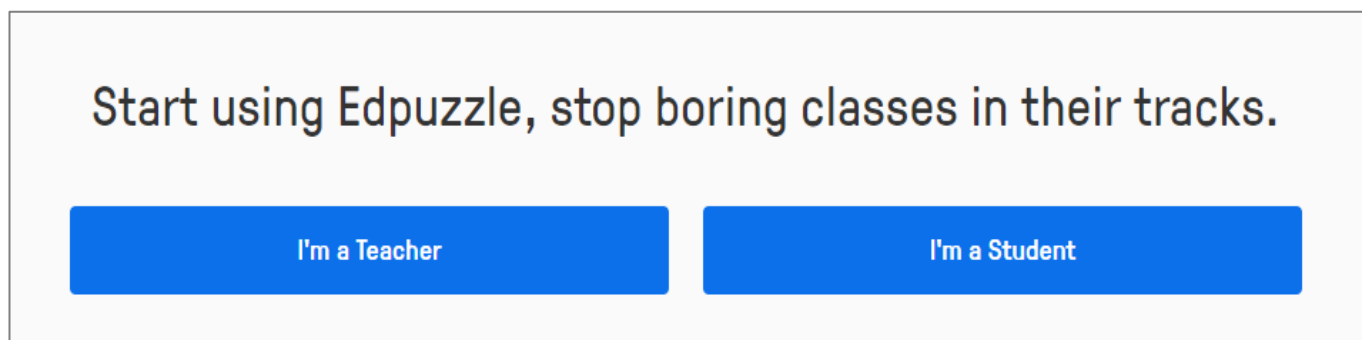 Start using Edpuzzle, stop boring classes in their tracks.
I'm a Teacher
I'm a Student